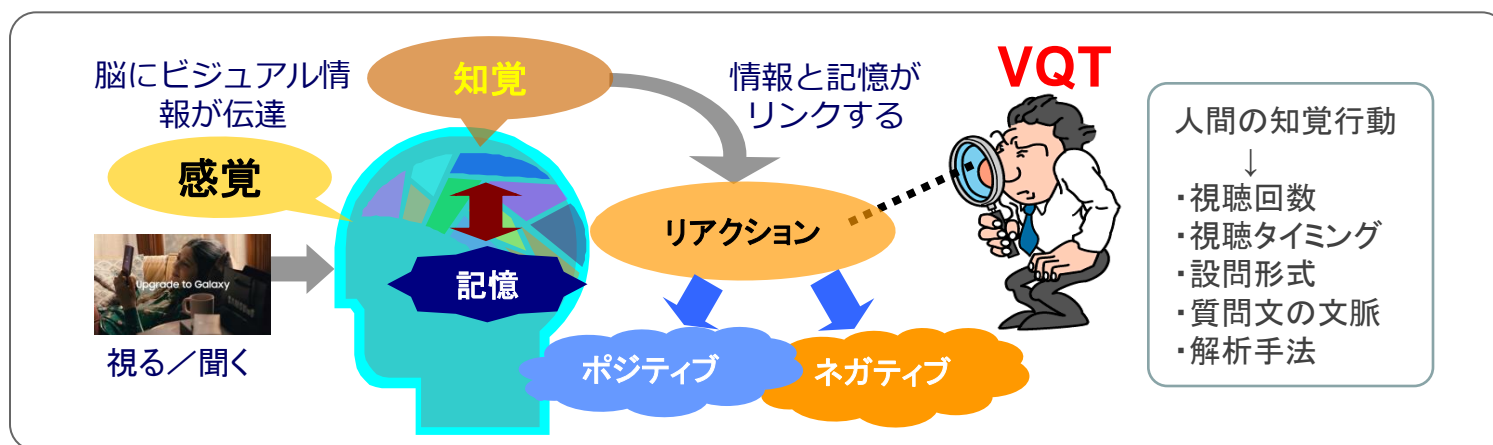 脳にビジュアル情
報が伝達
感覚
Upgrade to Galaxy
視る／聞く
知覚
記憶
情報と記憶が
リンクする
リアクション
ポジティブ
ネガティブ
VQT
人間の知覚行動
↓
・視聴回数
・視聴タイミング
・設問形式
・質問文の文脈
・解析手法